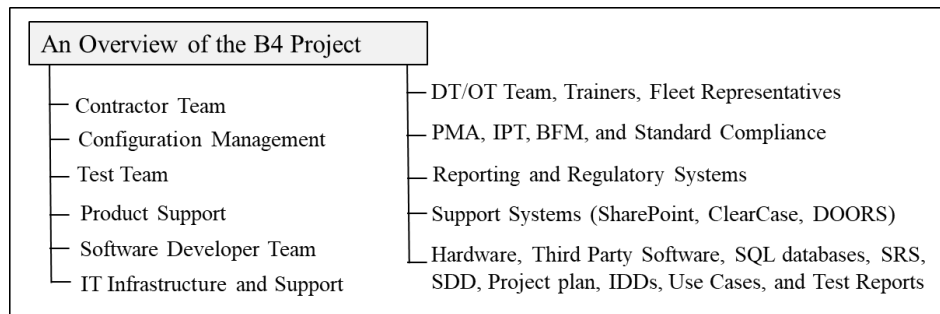 An Overview of the B4 Project
Contractor Team
Configuration Management
Test Team
Product Support
Software Developer Team
IT Infrastructure and Support
DT/OT Team, Trainers, Fleet Representatives
PMA, IPT, BFM, and Standard Compliance
Reporting and Regulatory Systems
Support Systems (SharePoint, ClearCase, DOORS)
Hardware, Third Party Software, SQL databases, SRS,
SDD, Project plan, IDDs, Use Cases, and Test Reports